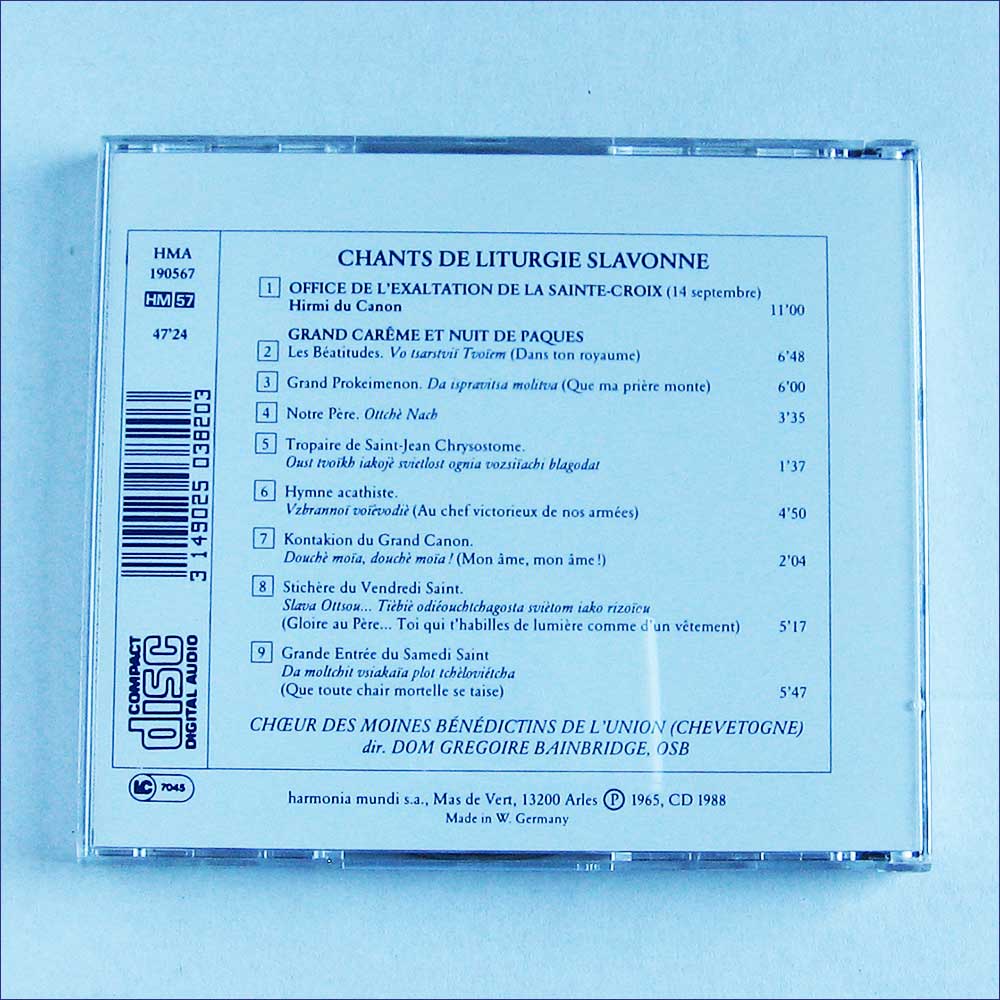 HMA
190567
HM 57
47'24
3 149025 038203
COMPACT
disc
DIGITAL AUDIO
LC 7045
CHANTS DE LITURGIE SLAVONNE
1 OFFICE DE L'EXALTATION DE LA SAINTE-CROIX (14 septembre)
Hirmi du Canon 11'00
GRAND CARÊME ET NUIT DE PAQUES
2 Les Béatitudes. Vo tsarstvii Tvoïem (Dans ton royaume) 6'48
3 Grand Prokeimenon. Da ispravitsa molitva (Que ma prière monte) 6'00
4 Notre Père. Ottchè Nach 3'35
5 Tropaire de Saint-Jean Chrysostome.
Oust tvoïkh iakojè svietlost ognia vozsiïachi blagodat 1'37
6 Hymne acathiste.
Vzbrannoï voïevodiè (Au chef victorieux de nos armées) 4'50
7 Kontakion du Grand Canon.
Douchè moïa, douchè moïa ! (Mon âme, mon âme !) 2'04
8 Stichère du Vendredi Saint.
Slava Ottsou... Tièbiè odiéouchtchagosta sviètom iako rizoïcu
(Gloire au Père... Toi qui t'habilles de lumière comme d'un vêtement) 5'17
9 Grande Entrée du Samedi Saint
Da moltchit vsiakaïa plot tchèloviétcha
(Que toute chair mortelle se taise) 5'47
CHŒUR DES MOINES BÉNÉDICTINS DE L'UNION (CHEVETOGNE)
dir. DOM GREGOIRE BAINBRIDGE, OSB
harmonia mundi s.a., Mas de Vert, 13200 Arles ℗ 1965, CD 1988
Made in W. Germany